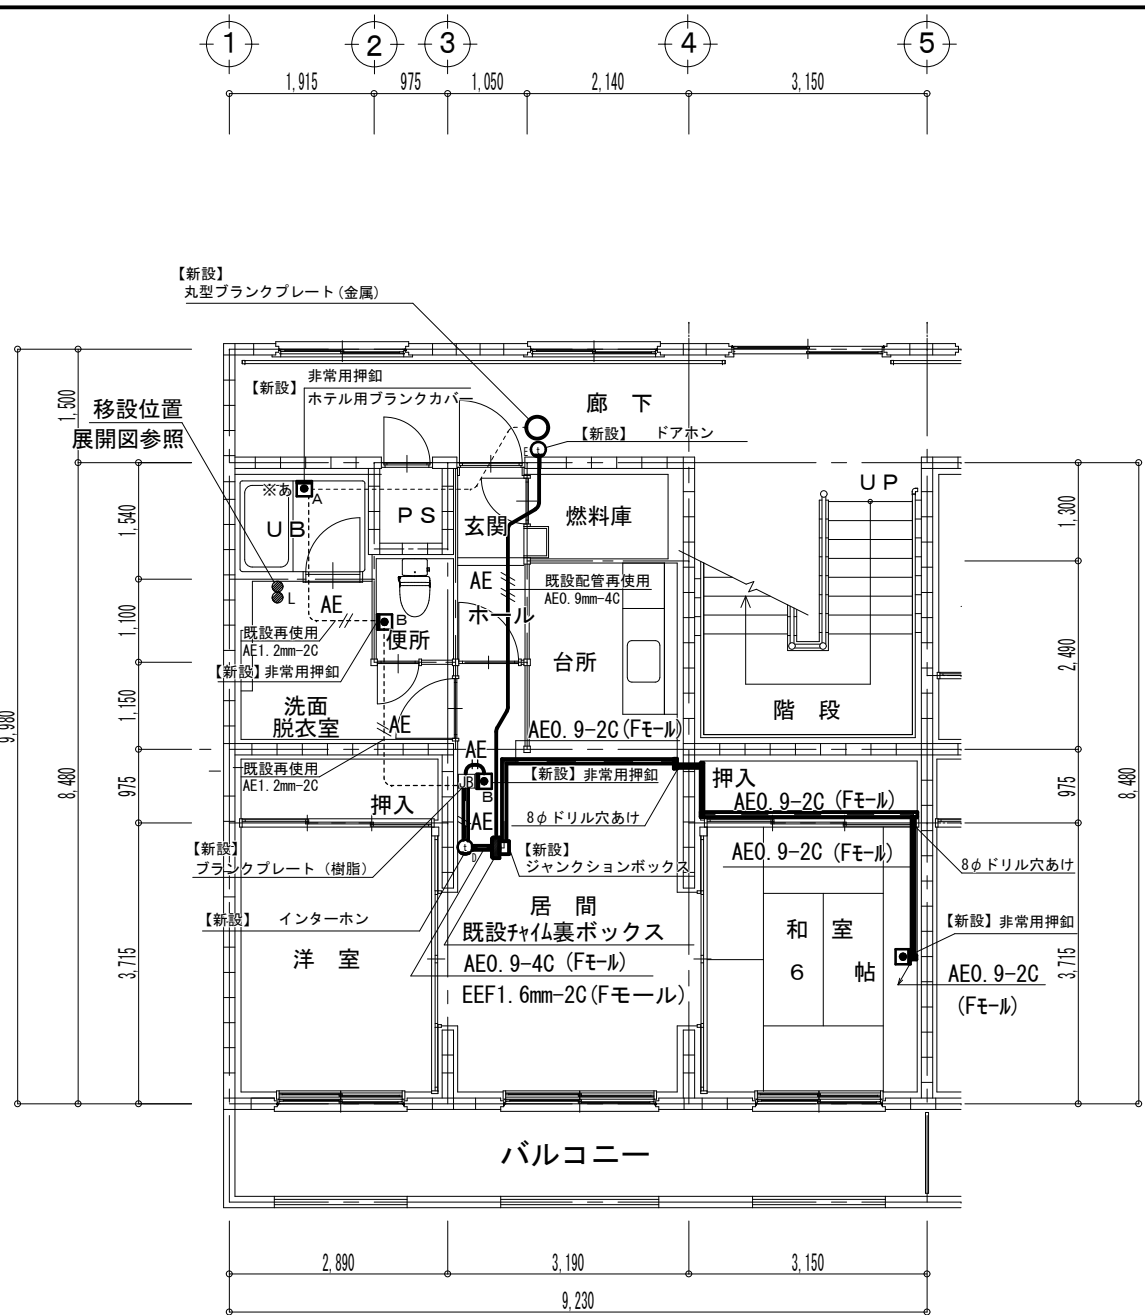 1 2 3 4 5
1,915 975 1,050 2,140 3,150
【新設】
丸型ブランクプレート(金属)
非常用押釦
【新設】
ホテル用ブランクカバー
廊 下
【新設】 ドアホン
移設位置
展開図参照
1,500
E t
UP
※あ A
UB
PS
玄関
燃料庫
1,540
1,300
AE
既設配管再使用
AE0.9mm-4C
L
AE
ホール
1,100
B
既設再使用
AE1.2mm-2C
便所
【新設】非常用押釦
台所
2,490
洗面
脱衣室
1,150
階 段
AE
AE0.9-2C(Fモール)
9,980
8,480
AE
既設再使用
AE1.2mm-2C
JB
B
【新設】非常用押釦
押入
975
押入
AE0.9-2C (Fモール)
975
8,480
AE
8φドリル穴あけ
【新設】
ブランクプレート (樹脂)
t
D
【新設】
ジャンクションボックス
AE0.9-2C (Fモール)
8φドリル穴あけ
居 間
【新設】 インターホン
既設チャイム裏ボックス
【新設】非常用押釦
和 室
6 帖
3,715
洋 室
AE0.9-4C (Fモール)
AE0.9-2C
(Fモール)
3,715
EEF1.6mm-2C(Fモール)
バルコニー
2,890 3,190 3,150
9,230